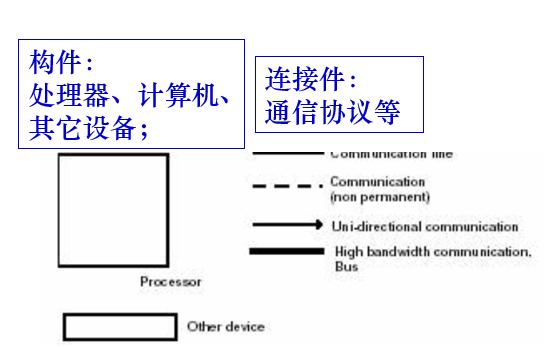 构件：
处理器、计算机、
其它设备；
连接件：
通信协议等
Communication line
Communication
(non permanent)
Uni-directional communication
High bandwidth communication,
Bus
Processor
Other device